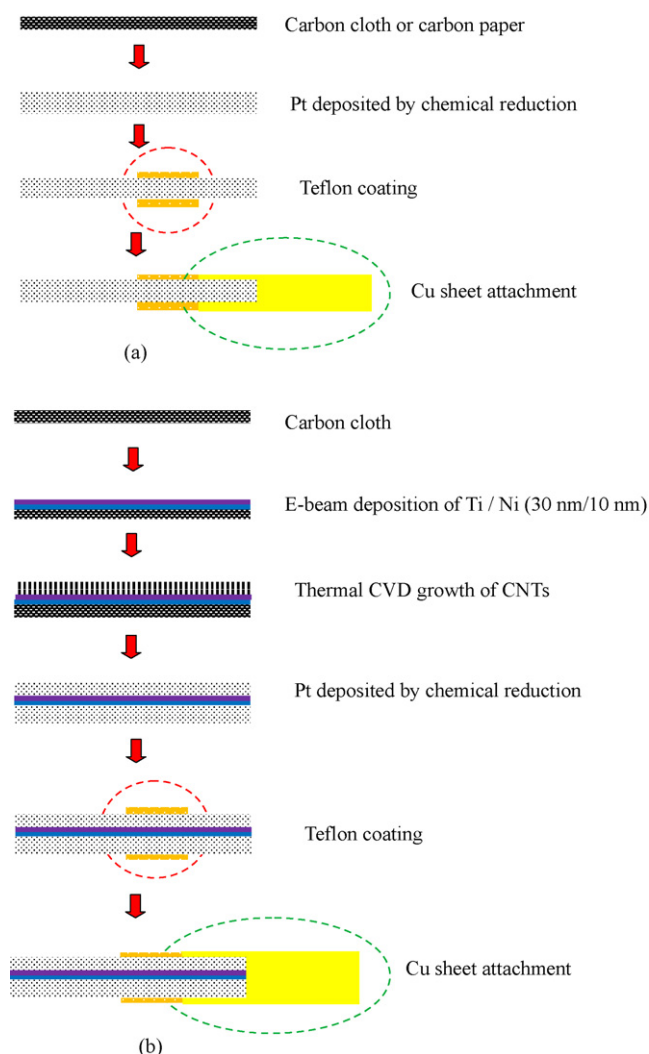 Carbon cloth or carbon paper
Pt deposited by chemical reduction
Teflon coating
Cu sheet attachment
(a)
Carbon cloth
E-beam deposition of Ti / Ni (30 nm/10 nm)
Thermal CVD growth of CNTs
Pt deposited by chemical reduction
Teflon coating
Cu sheet attachment
(b)